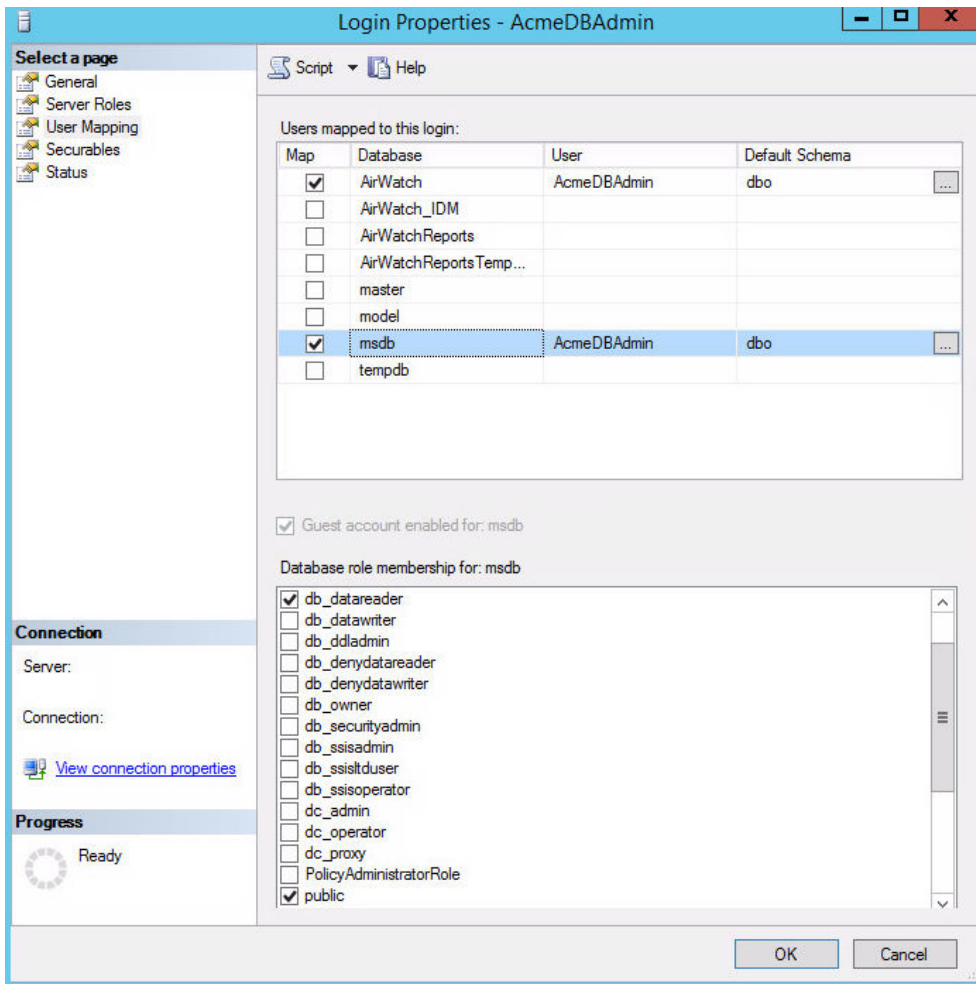 Login Properties - AcmeDBAdmin
X
Select a page
General
Server Roles
User Mapping
Securables
Status
Script Help
Users mapped to this login:
Map Database User Default Schema
AirWatch AcmeDBAdmin dbo ...
AirWatch_IDM
AirWatchReports
AirWatchReportsTemp...
master
model
msdb AcmeDBAdmin dbo ...
tempdb
Guest account enabled for: msdb
Database role membership for: msdb
db_datareader
db_datawriter
db_ddladmin
db_denydatareader
db_denydatawriter
db_owner
db_securityadmin
db_ssisadmin
db_ssisltduser
db_ssisoperator
dc_admin
dc_operator
dc_proxy
PolicyAdministratorRole
public
Connection
Server:
Connection:
View connection properties
Progress
Ready
OK Cancel